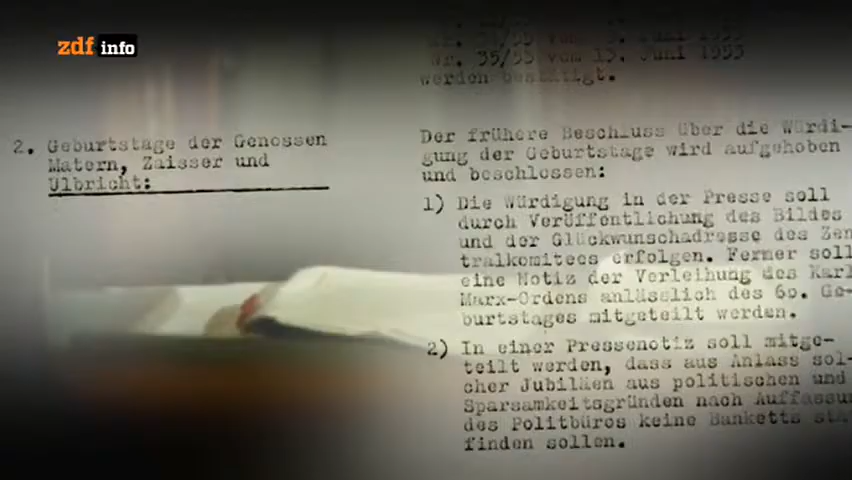 zdf info
Nr. 35/53 vom 13. Juni 1953
werden bestätigt.
2. Geburtstage der Genossen
Matern, Zaisser und
Ulbricht:
Der frühere Beschluss über die Würdi-
gung der Geburtstage wird aufgehoben
und beschlossen:
1) Die Würdigung in der Presse soll
durch Veröffentlichung des Bildes
und der Glückwunschadresse des Zen
tralkomitees erfolgen. Ferner soll
eine Notiz der Verleihung des Karl
Marx-Ordens anlässlich des 60. Ge-
burtstages mitgeteilt werden.
2) In einer Pressenotiz soll mitge-
teilt werden, dass aus Anlass sol-
cher Jubiläen aus politischen und
Sparsamkeitsgründen nach Auffassu
des Politbüros keine Banketts sta
finden sollen.